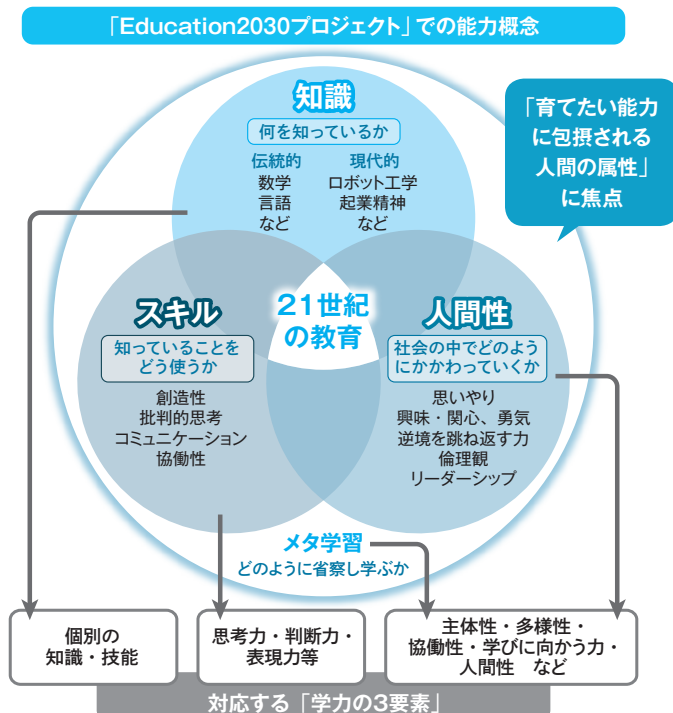 「Education2030プロジェクト」での能力概念
知識
何を知っているか
伝統的
数学
言語
など
現代的
ロボット工学
起業精神
など
「育てたい能力
に包摂される
人間の属性」
に焦点
21世紀
の教育
スキル
知っていることを
どう使うか
創造性
批判的思考
コミュニケーション
協働性
人間性
社会の中でどのよう
にかかわっていくか
思いやり
興味・関心、勇気
逆境を跳ね返す力
倫理観
リーダーシップ
メタ学習
どのように省察し学ぶか
個別の
知識・技能
思考力・判断力・
表現力等
主体性・多様性・
協働性・学びに向かう力・
人間性 など
対応する「学力の3要素」